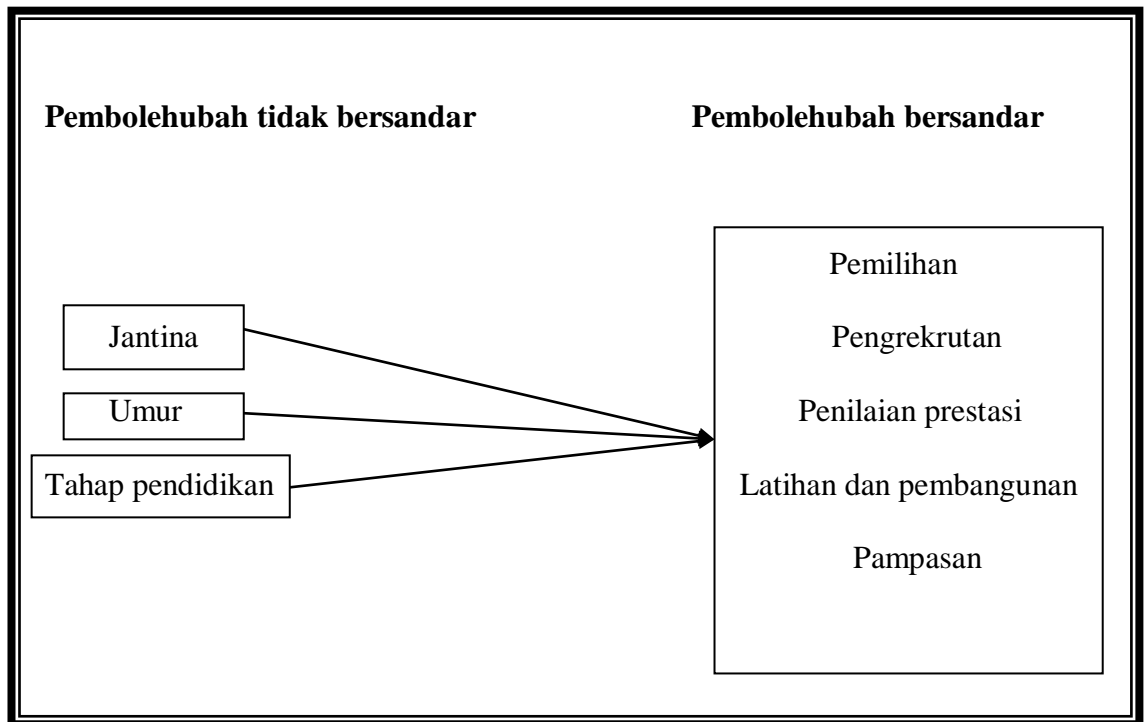 Pembolehubah tidak bersandar
Pembolehubah bersandar
Jantina
Umur
Tahap pendidikan
Pemilihan
Pengrekrutan
Penilaian prestasi
Latihan dan pembangunan
Pampasan